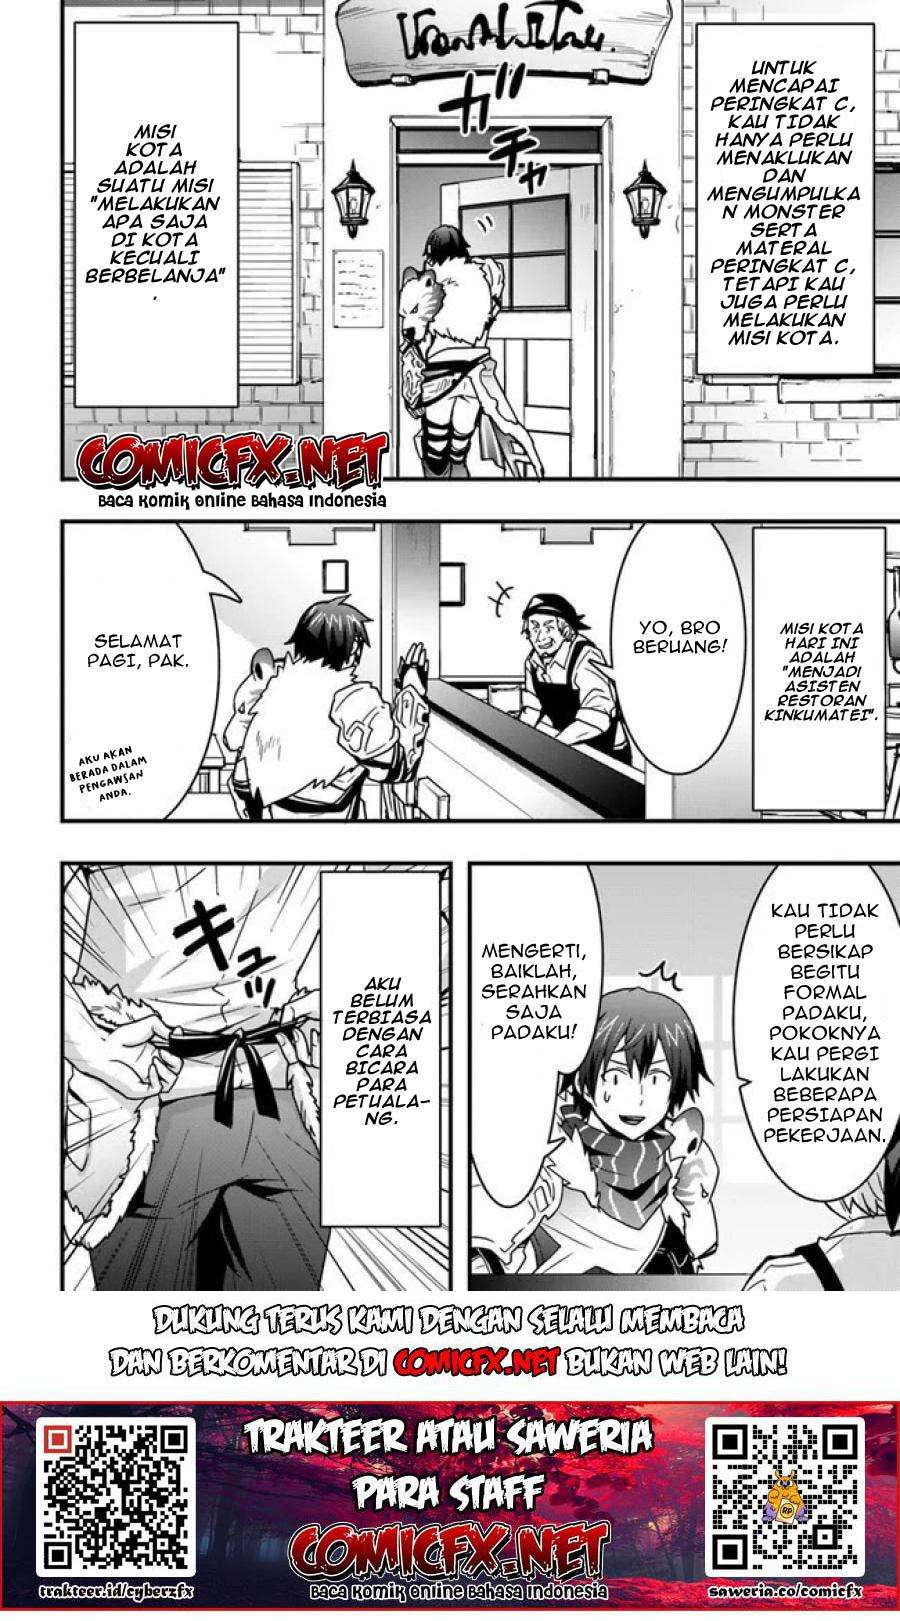 UNTUK
MENCAPAI
PERINGKAT C,
KAU TIDAK
HANYA PERLU
MENAKLUKAN
DAN
MENGUMPULKA
N MONSTER
SERTA
MATERAL
PERINGKAT C,
TETAPI KAU
JUGA PERLU
MELAKUKAN
MISI KOTA.
ガチャ
MISI
KOTA
ADALAH
SUATU MISI
"MELAKUKAN
APA SAJA
DI KOTA
KECUALI
BERBELANJA"
.
COMICFX.NET
Baca Komik Online Bahasa Indonesia
MISI KOTA
HARI INI
ADALAH
"MENJADI
ASISTEN
RESTORAN
KINKUMATEI".
YO, BRO
BERUANG!
SELAMAT
PAGI, PAK.
AKU AKAN
BERADA DALAM
PENGAWSAN
ANDA.
KAU TIDAK
PERLU
BERSIKAP
BEGITU
FORMAL
PADAKU,
POKOKNYA
KAU PERGI
LAKUKAN
BEBERAPA
PERSIAPAN
PEKERJAAN.
MENGERTI,
BAIKLAH,
SERAHKAN
SAJA
PADAKU!
AKU
BELUM
TERBIASA
DENGAN
CARA
BICARA
PARA
PETUALA-
NG.
キュッ
DUKUNG TERUS KAMI DENGAN SELALU MEMBACA
DAN BERKOMENTAR DI COMICFX.NET BUKAN WEB LAIN!
TRAKTEER ATAU SAWERIA
PARA STAFF
COMICFX.NET
Baca Komik Online Bahasa Indonesia
trakteer.id/cyberzfx
saweria.co/comicfx